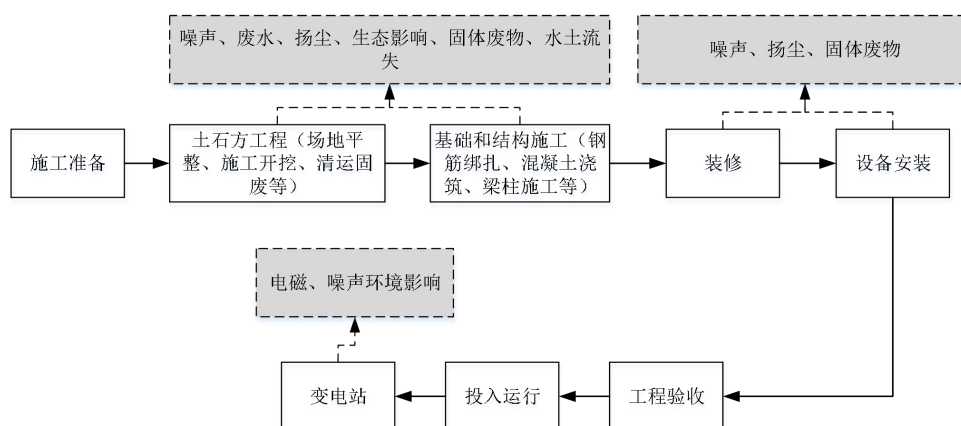 噪声、废水、扬尘、生态影响、固体废物、水土流
失
噪声、扬尘、固体废物
施工准备
土石方工程（场地平
整、施工开挖、清运固
废等）
基础和结构施工（钢
筋绑扎、混凝土浇
筑、梁柱施工等）
装修
设备安装
电磁、噪声环境影响
变电站
投入运行
工程验收